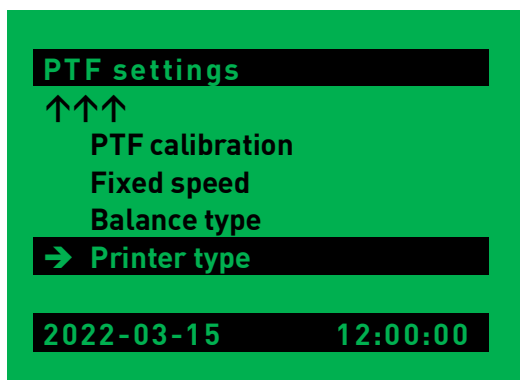 PTF settings
↑↑↑
PTF calibration
Fixed speed
Balance type
→ Printer type
2022-03-15 12:00:00